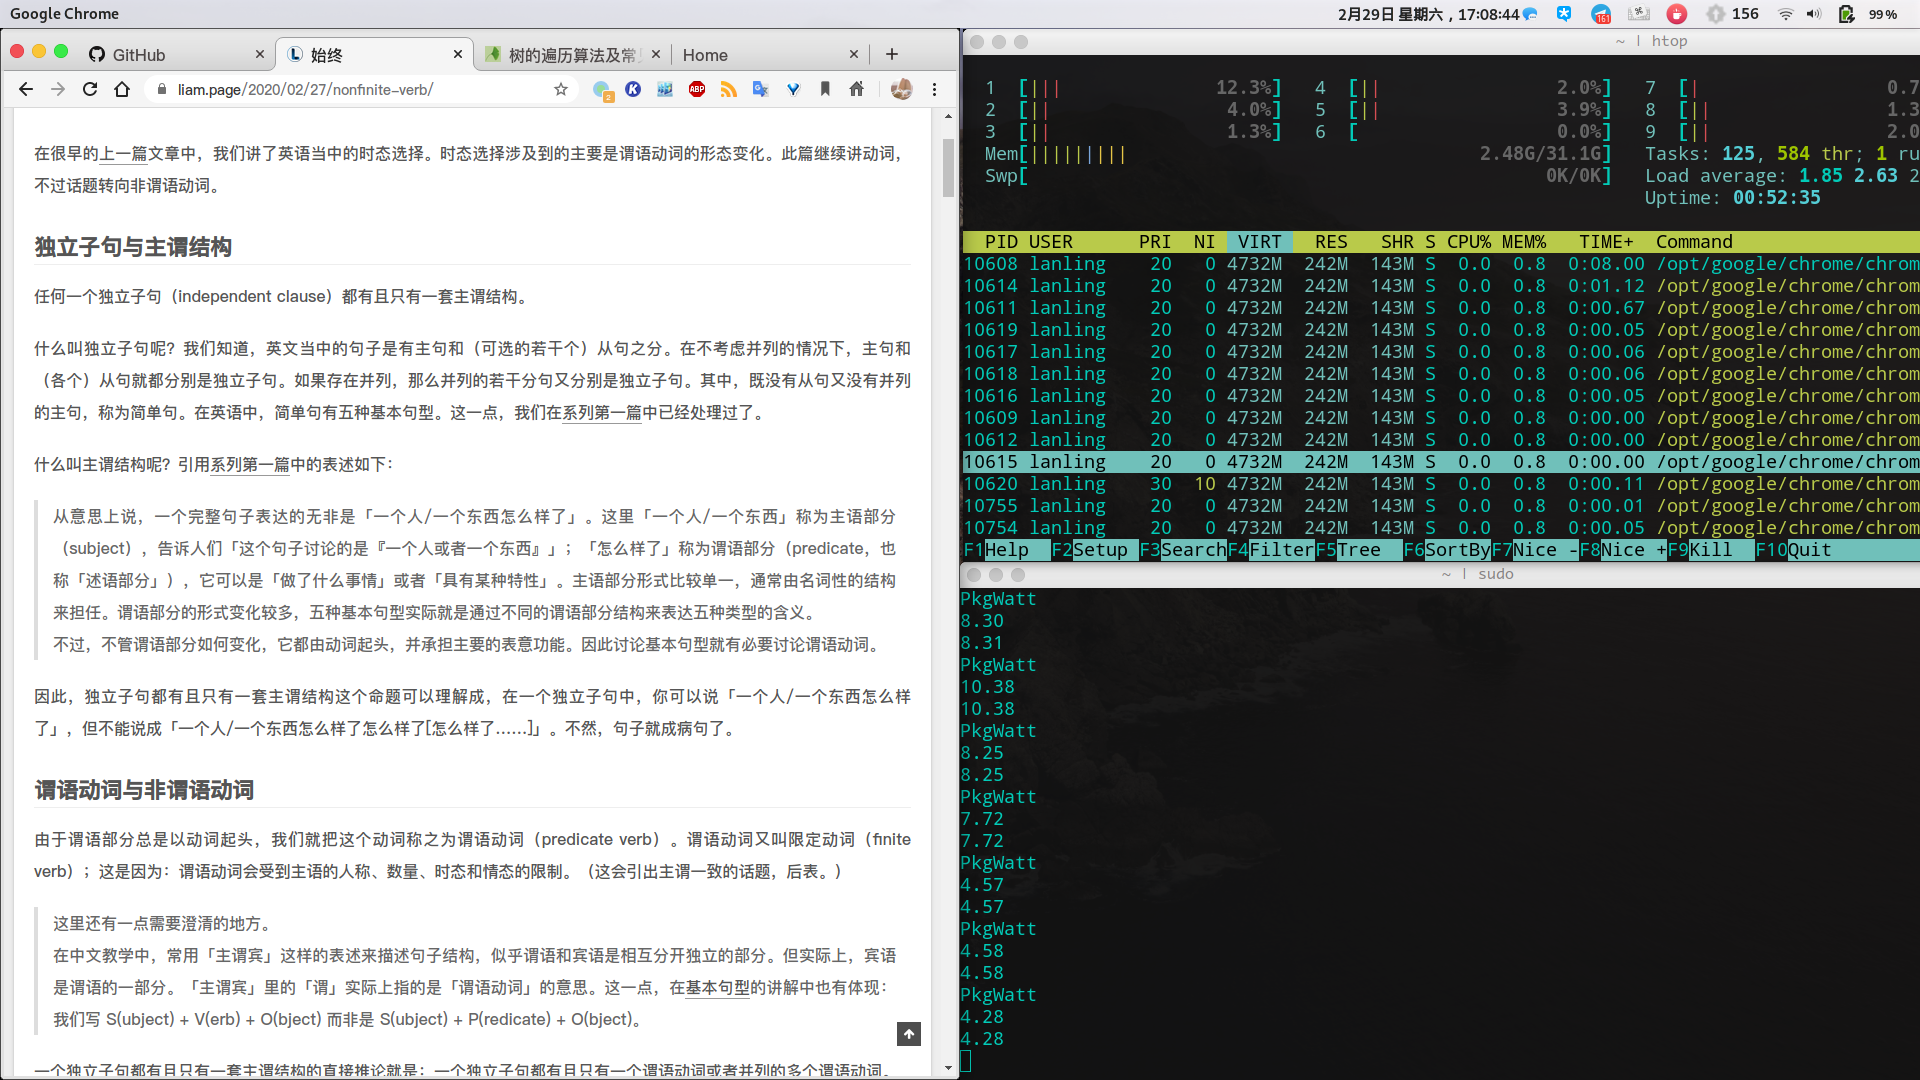 Google Chrome
2月29日 星期六，17:08:44
161
156
99%
GitHub
始终
树的遍历算法及常
Home
liam.page/2020/02/27/nonfinite-verb/
2
ABP
在很早的上一篇文章中，我们讲了英语当中的时态选择。时态选择涉及到的主要是谓语动词的形态变化。此篇继续讲动词，
不过话题转向非谓语动词。
独立子句与主谓结构
任何一个独立子句（independent clause）都有且只有一套主谓结构。
什么叫独立子句呢？我们知道，英文当中的句子是有主句和（可选的若干个）从句之分。在不考虑并列的情况下，主句和
（各个）从句就都分别是独立子句。如果存在并列，那么并列的若干分句又分别是独立子句。其中，既没有从句又没有并列
的主句，称为简单句。在英语中，简单句有五种基本句型。这一点，我们在系列第一篇中已经处理过了。
什么叫主谓结构呢？引用系列第一篇中的表述如下：
从意思上说，一个完整句子表达的无非是「一个人/一个东西怎么样了」。这里「一个人/一个东西」称为主语部分
（subject），告诉人们「这个句子讨论的是『一个人或者一个东西』」；「怎么样了」称为谓语部分（predicate，也
称「述语部分」），它可以是「做了什么事情」或者「具有某种特性」。主语部分形式比较单一，通常由名词性的结构
来担任。谓语部分的形式变化较多，五种基本句型实际就是通过不同的谓语部分结构来表达五种类型的含义。
不过，不管谓语部分如何变化，它都由动词起头，并承担主要的表意功能。因此讨论基本句型就有必要讨论谓语动词。
因此，独立子句都有且只有一套主谓结构这个命题可以理解成，在一个独立子句中，你可以说「一个人/一个东西怎么样
了」，但不能说成「一个人/一个东西怎么样了怎么样了[怎么样了……]」。不然，句子就成病句了。
谓语动词与非谓语动词
由于谓语部分总是以动词起头，我们就把这个动词称之为谓语动词（predicate verb）。谓语动词又叫限定动词（finite
verb）；这是因为：谓语动词会受到主语的人称、数量、时态和情态的限制。（这会引出主谓一致的话题，后表。）
这里还有一点需要澄清的地方。
在中文教学中，常用「主谓宾」这样的表述来描述句子结构，似乎谓语和宾语是相互分开独立的部分。但实际上，宾语
是谓语的一部分。「主谓宾」里的「谓」实际上指的是「谓语动词」的意思。这一点，在基本句型的讲解中也有体现：
我们写 S(ubject) + V(erb) + O(bject) 而非是 S(ubject) + P(redicate) + O(bject)。
一个独立子句都有且只有一套主谓结构的直接推论就是：一个独立子句都有且只有一个谓语动词或者并列的多个谓语动词。
~ | htop
1 [||| 12.3%] 4 [|| 2.0%] 7 [| 0.7
2 [|| 4.0%] 5 [|| 3.9%] 8 [|| 1.3
3 [|| 1.3%] 6 [ 0.0%] 9 [|| 2.0
Mem[||||||||| 2.48G/31.1G] Tasks: 125, 584 thr; 1 ru
Swp[ 0K/0K] Load average: 1.85 2.63 2
Uptime: 00:52:35
PID USER PRI NI VIRT RES SHR S CPU% MEM% TIME+ Command
10608 lanling 20 0 4732M 242M 143M S 0.0 0.8 0:08.00 /opt/google/chrome/chrom
10614 lanling 20 0 4732M 242M 143M S 0.0 0.8 0:01.12 /opt/google/chrome/chrom
10611 lanling 20 0 4732M 242M 143M S 0.0 0.8 0:00.67 /opt/google/chrome/chrom
10619 lanling 20 0 4732M 242M 143M S 0.0 0.8 0:00.05 /opt/google/chrome/chrom
10617 lanling 20 0 4732M 242M 143M S 0.0 0.8 0:00.06 /opt/google/chrome/chrom
10618 lanling 20 0 4732M 242M 143M S 0.0 0.8 0:00.06 /opt/google/chrome/chrom
10616 lanling 20 0 4732M 242M 143M S 0.0 0.8 0:00.05 /opt/google/chrome/chrom
10609 lanling 20 0 4732M 242M 143M S 0.0 0.8 0:00.00 /opt/google/chrome/chrom
10612 lanling 20 0 4732M 242M 143M S 0.0 0.8 0:00.00 /opt/google/chrome/chrom
10615 lanling 20 0 4732M 242M 143M S 0.0 0.8 0:00.00 /opt/google/chrome/chrom
10620 lanling 30 10 4732M 242M 143M S 0.0 0.8 0:00.11 /opt/google/chrome/chrom
10755 lanling 20 0 4732M 242M 143M S 0.0 0.8 0:00.01 /opt/google/chrome/chrom
10754 lanling 20 0 4732M 242M 143M S 0.0 0.8 0:00.05 /opt/google/chrome/chrom
F1Help F2Setup F3SearchF4FilterF5Tree F6SortByF7Nice -F8Nice +F9Kill F10Quit
~ | sudo
PkgWatt
8.30
8.31
PkgWatt
10.38
10.38
PkgWatt
8.25
8.25
PkgWatt
7.72
7.72
PkgWatt
4.57
4.57
PkgWatt
4.58
4.58
PkgWatt
4.28
4.28